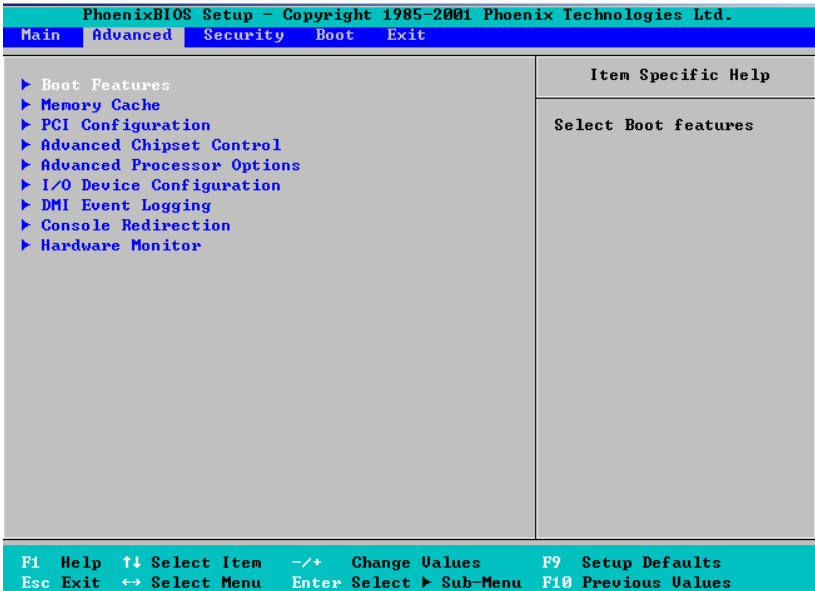 PhoenixBIOS Setup - Copyright 1985-2001 Phoenix Technologies Ltd.
Main Advanced Security Boot Exit
Item Specific Help
▶ Boot Features
▶ Memory Cache
▶ PCI Configuration
▶ Advanced Chipset Control
▶ Advanced Processor Options
▶ I/O Device Configuration
▶ DMI Event Logging
▶ Console Redirection
▶ Hardware Monitor
Select Boot features
F1 Help ↑↓ Select Item -/+ Change Values F9 Setup Defaults
Esc Exit ↔ Select Menu Enter Select ▶ Sub-Menu F10 Previous Values